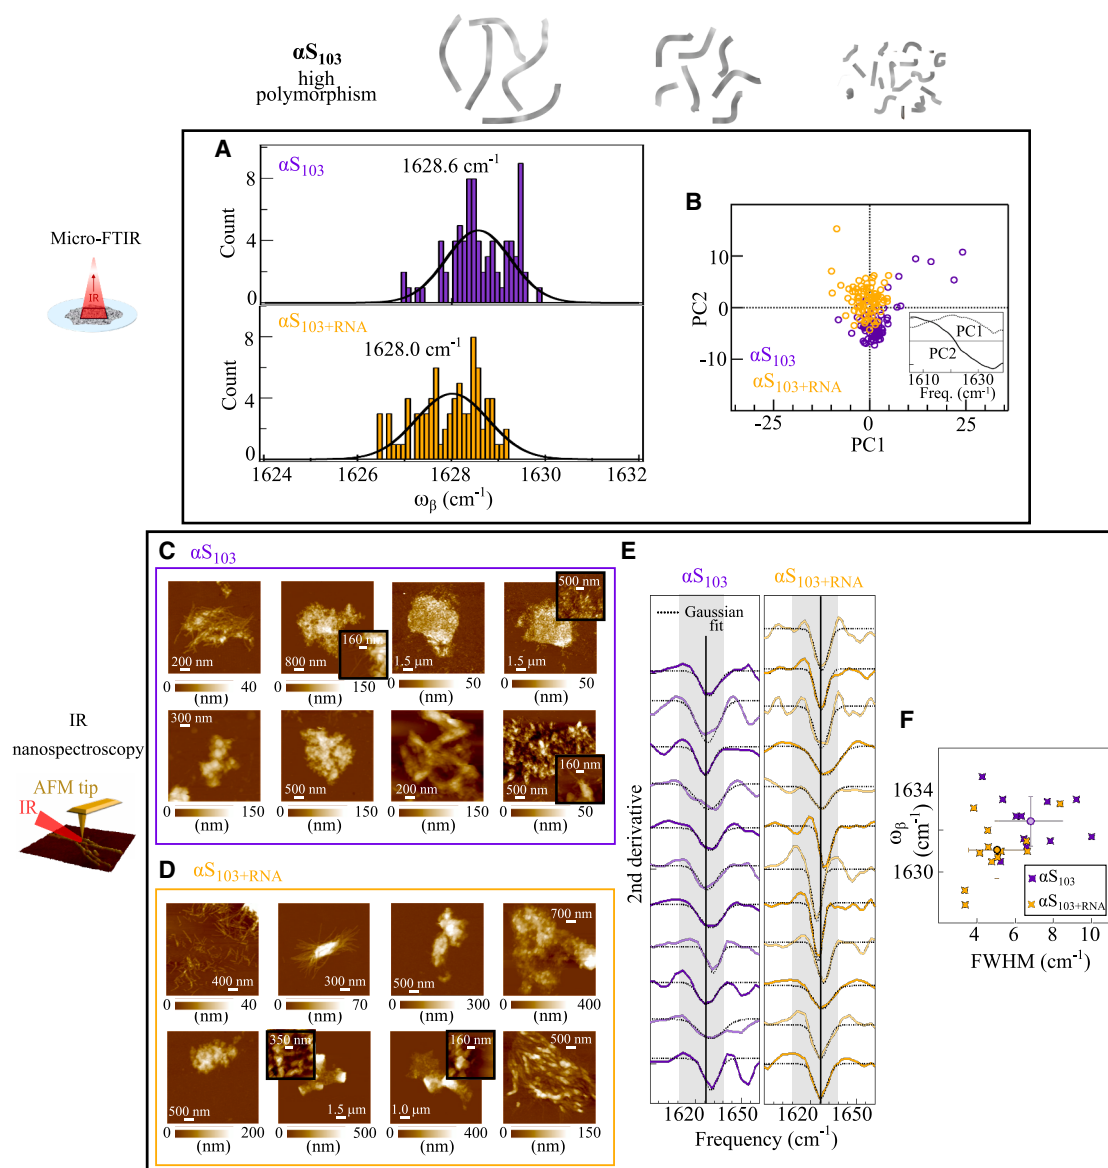 αS103
high
polymorphism
Micro-FTIR
IR
A
αS103
1628.6 cm-1
8
4
0
Count
αS103+RNA
1628.0 cm-1
8
4
0
Count
1624 1626 1628 1630 1632
ωβ (cm-1)
B
10
0
-10
PC2
αS103
αS103+RNA
PC1
PC2
1610 1630
Freq. (cm-1)
-25 0 25
PC1
IR
nanospectroscopy
AFM tip
IR
C αS103
200 nm
0 40
(nm)
800 nm
160 nm
0 150
(nm)
1.5 μm
0 50
(nm)
500 nm
1.5 μm
0 50
(nm)
300 nm
0 150
(nm)
500 nm
0 150
(nm)
200 nm
0 150
(nm)
500 nm
160 nm
0 50
(nm)
D αS103+RNA
400 nm
0 40
(nm)
300 nm
0 70
(nm)
500 nm
0 300
(nm)
700 nm
0 400
(nm)
500 nm
0 200
(nm)
350 nm
1.5 μm
0 500
(nm)
160 nm
1.0 μm
0 400
(nm)
500 nm
0 150
(nm)
E
αS103 αS103+RNA
Gaussian
fit
2nd derivative
1620 1650 1620 1650
Frequency (cm-1)
F
1634
1630
ωβ
(cm-1)
αS103
αS103+RNA
4 6 8 10
FWHM (cm-1)